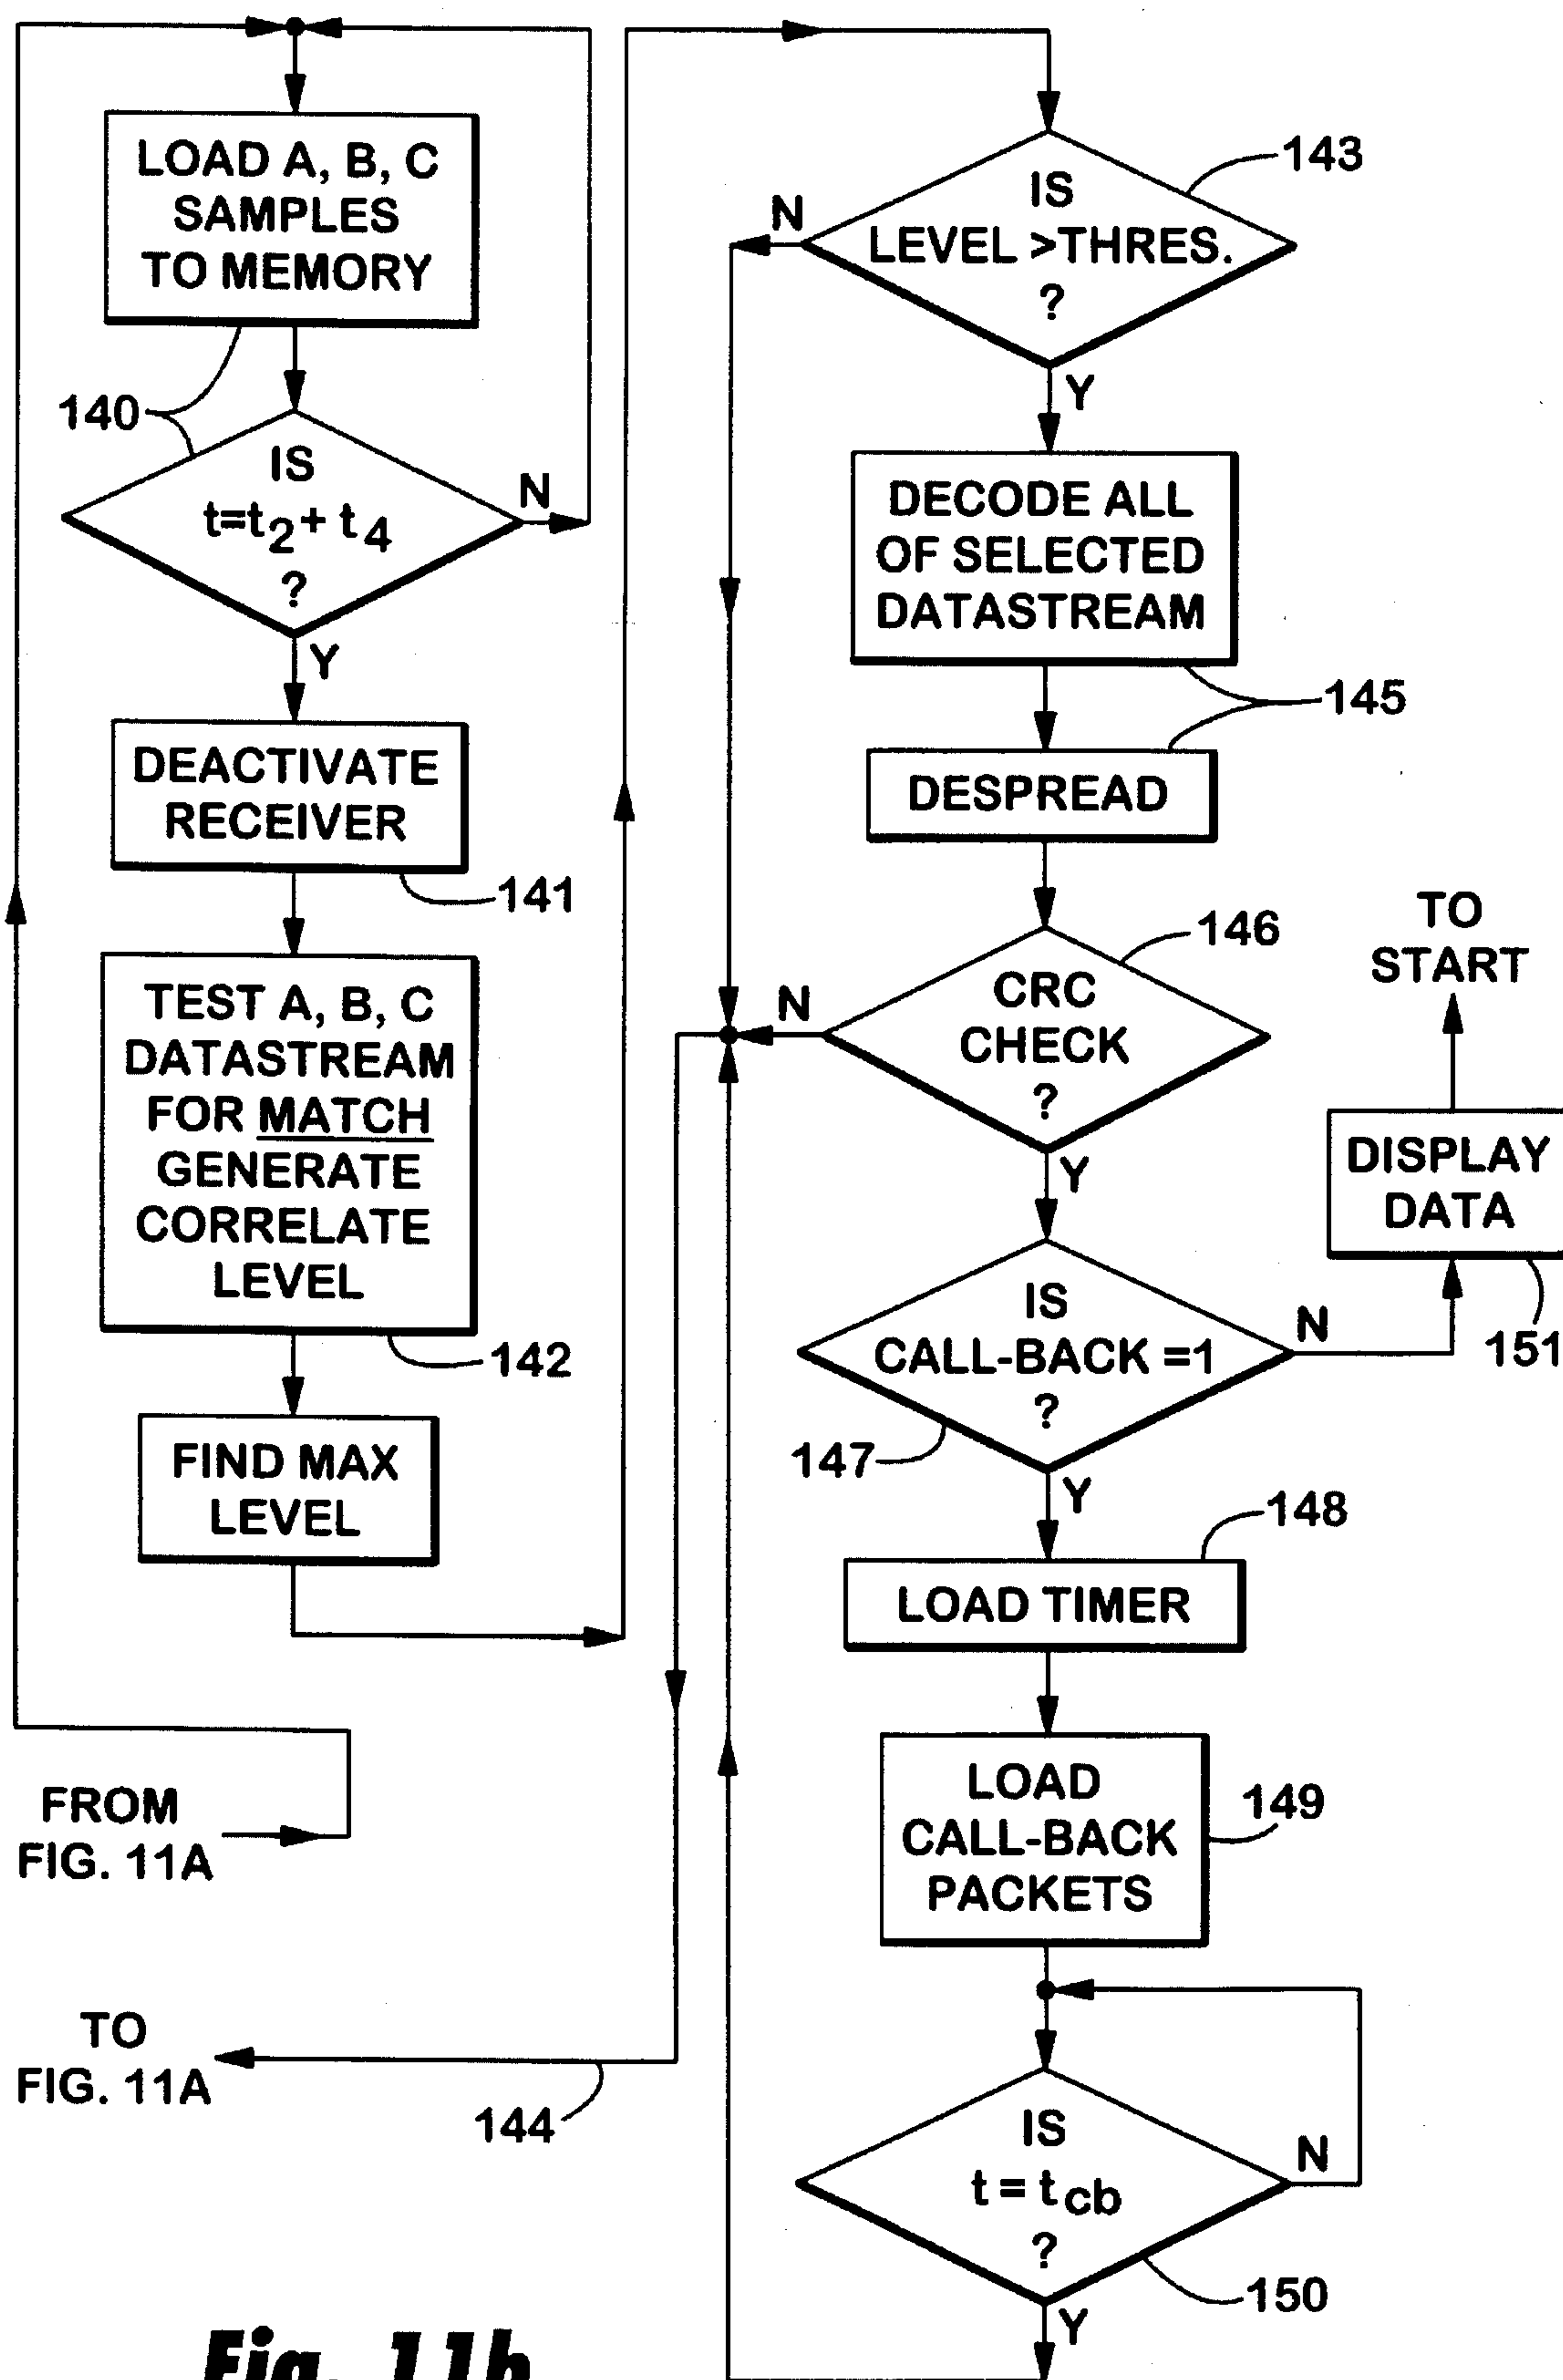 LOAD A, B, C
SAMPLES
TO MEMORY
140
IS
t=t2+ t4
?
N
Y
DEACTIVATE
RECEIVER
141
TEST A, B, C
DATASTREAM
FOR MATCH
GENERATE
CORRELATE
LEVEL
142
FIND MAX
LEVEL
FROM
FIG. 11A
TO
FIG. 11A
144
143
IS
LEVEL >THRES.
?
N
Y
DECODE ALL
OF SELECTED
DATASTREAM
145
DESPREAD
146
CRC
CHECK
?
N
Y
TO
START
DISPLAY
DATA
151
IS
CALL-BACK =1
?
N
147
Y
148
LOAD TIMER
LOAD
CALL-BACK
PACKETS
149
IS
t = tcb
?
N
150
Y
Fig. 11b